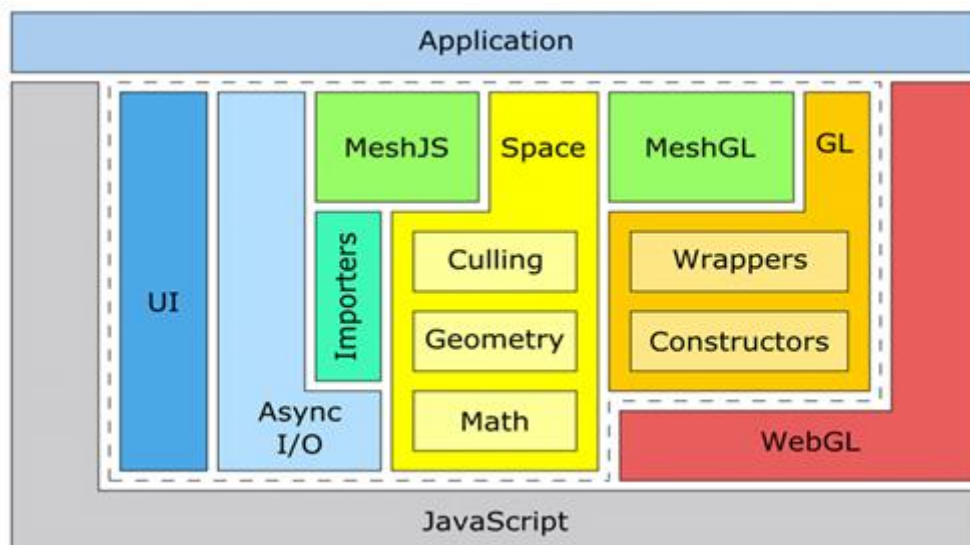 Application
MeshJS
Space
MeshGL
GL
UI
Importers
Culling
Wrappers
Geometry
Constructors
Async
I/O
Math
WebGL
JavaScript